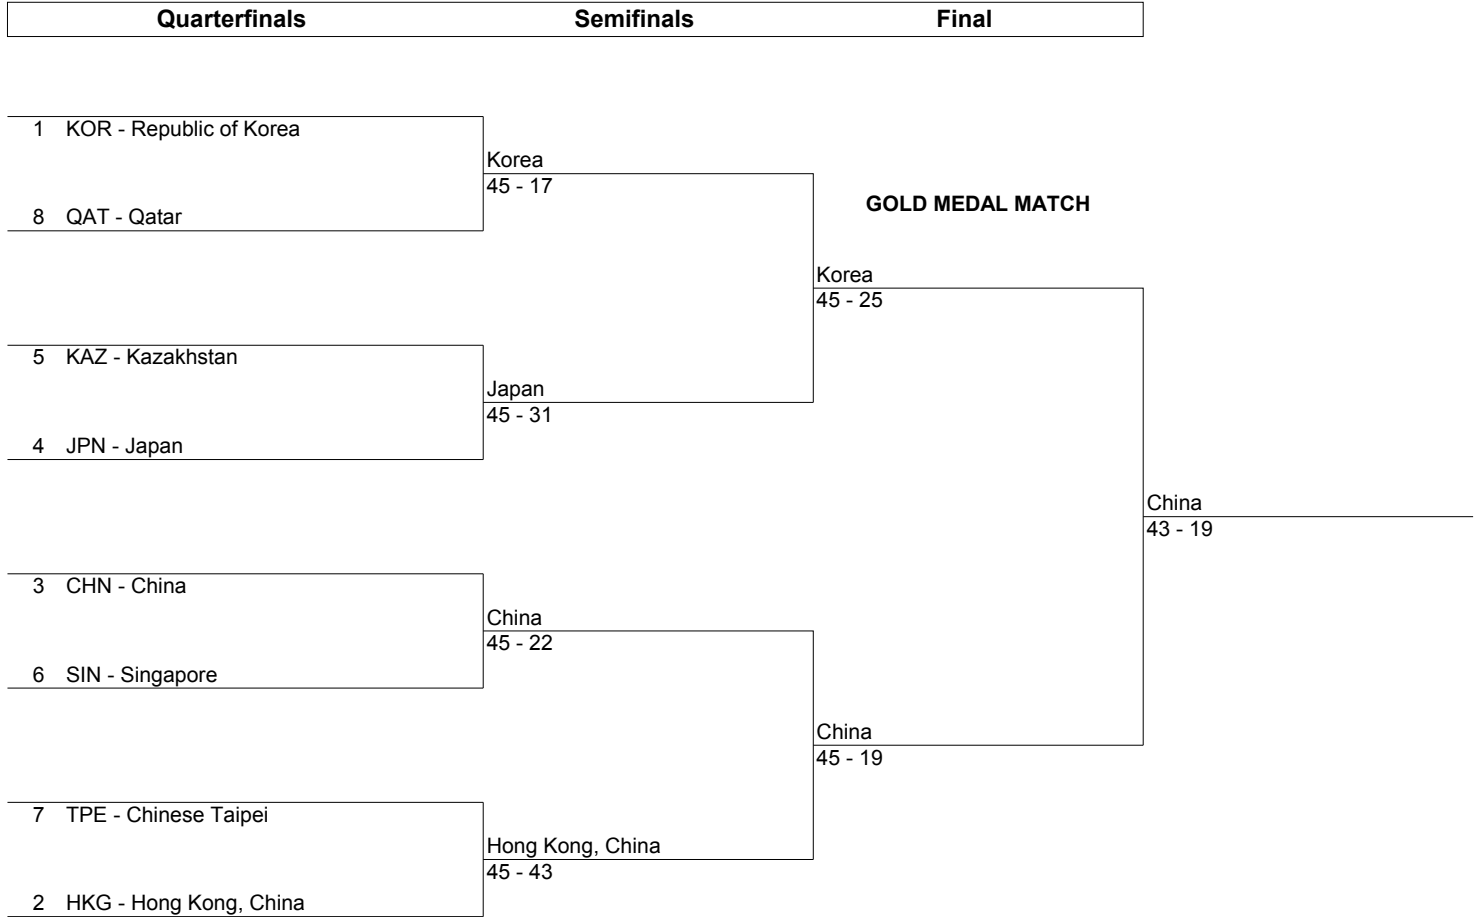 Quarterfinals Semifinals Final
1 KOR - Republic of Korea
Korea
45 - 17
GOLD MEDAL MATCH
8 QAT - Qatar
Korea
45 - 25
5 KAZ - Kazakhstan
Japan
45 - 31
4 JPN - Japan
China
43 - 19
3 CHN - China
China
45 - 22
6 SIN - Singapore
China
45 - 19
7 TPE - Chinese Taipei
Hong Kong, China
45 - 43
2 HKG - Hong Kong, China